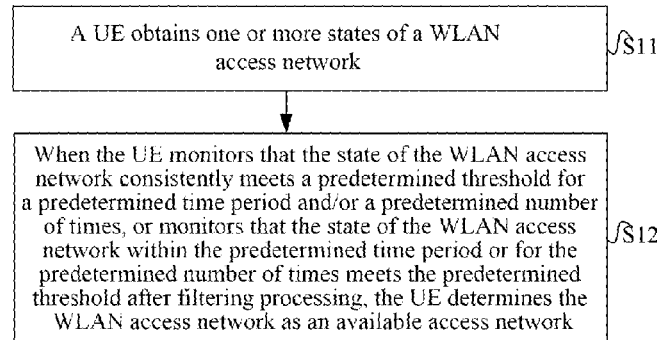 A UE obtains one or more states of a WLAN
access network
S11
When the UE monitors that the state of the WLAN access
network consistently meets a predetermined threshold for
a predetermined time period and/or a predetermined number
of times, or monitors that the state of the WLAN access
network within the predetermined time period or for the
predetermined number of times meets the predetermined
threshold after filtering processing, the UE determines the
WLAN access network as an available access network
S12